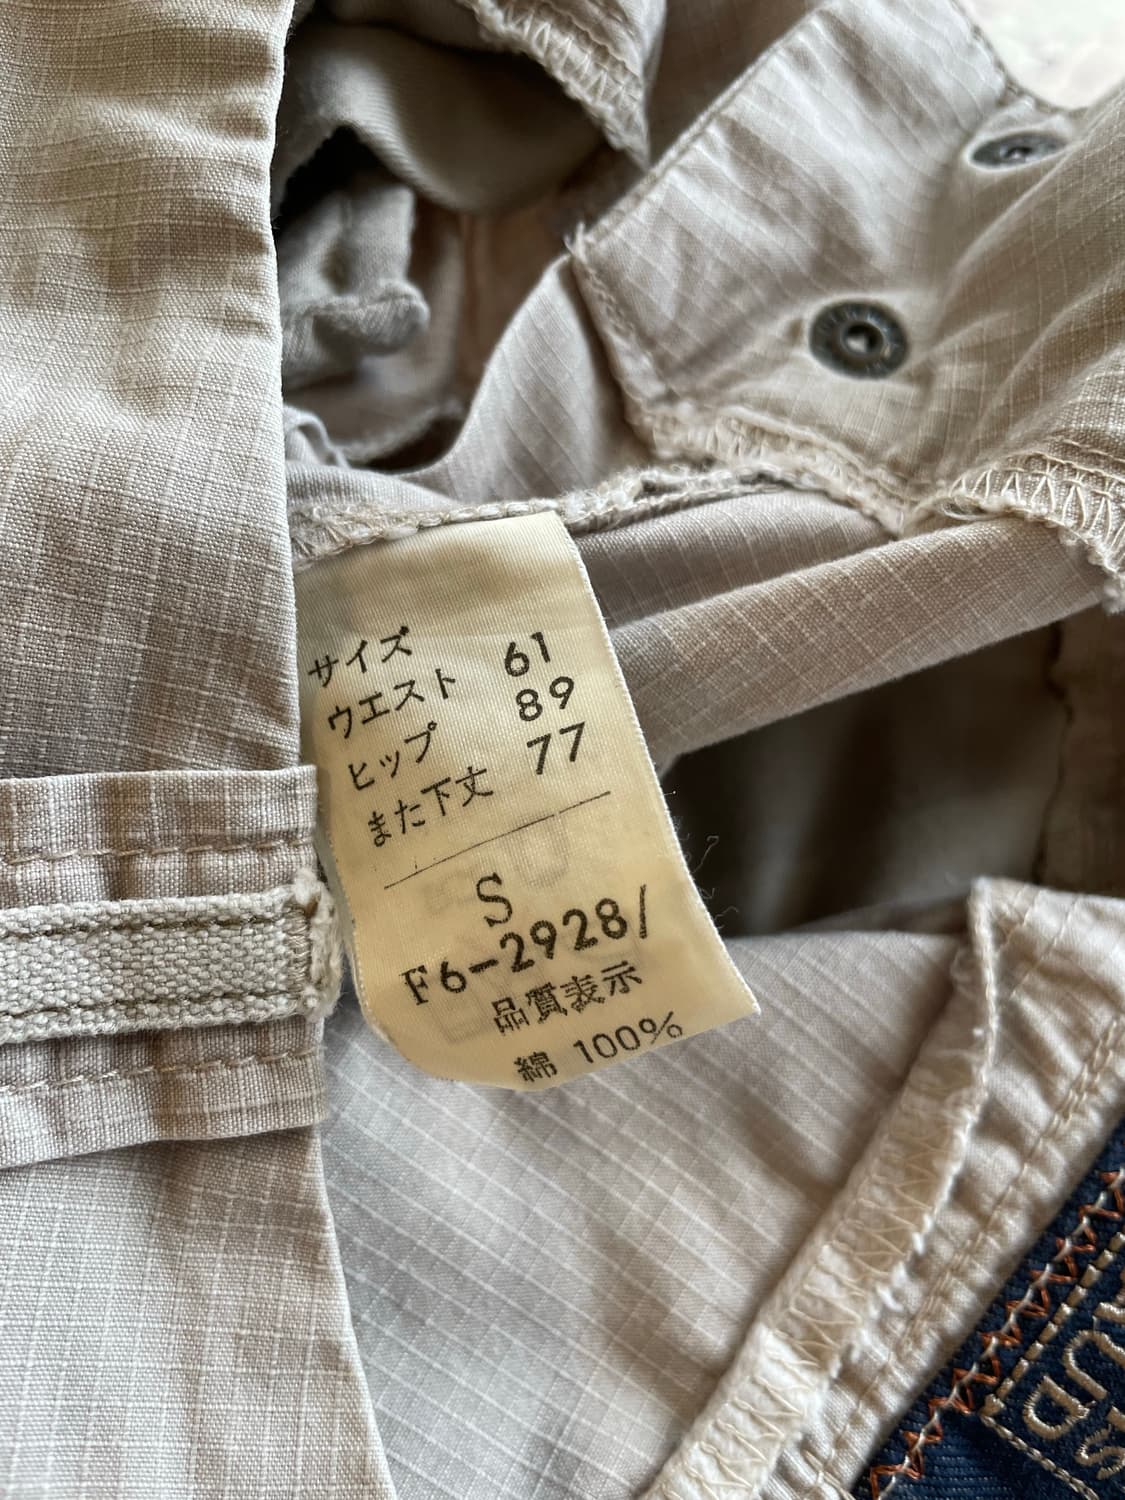 サイズ
ウエスト 61
ヒップ 89
また下丈 77
S
F6-2928/
品質表示
綿 100%
UD
S